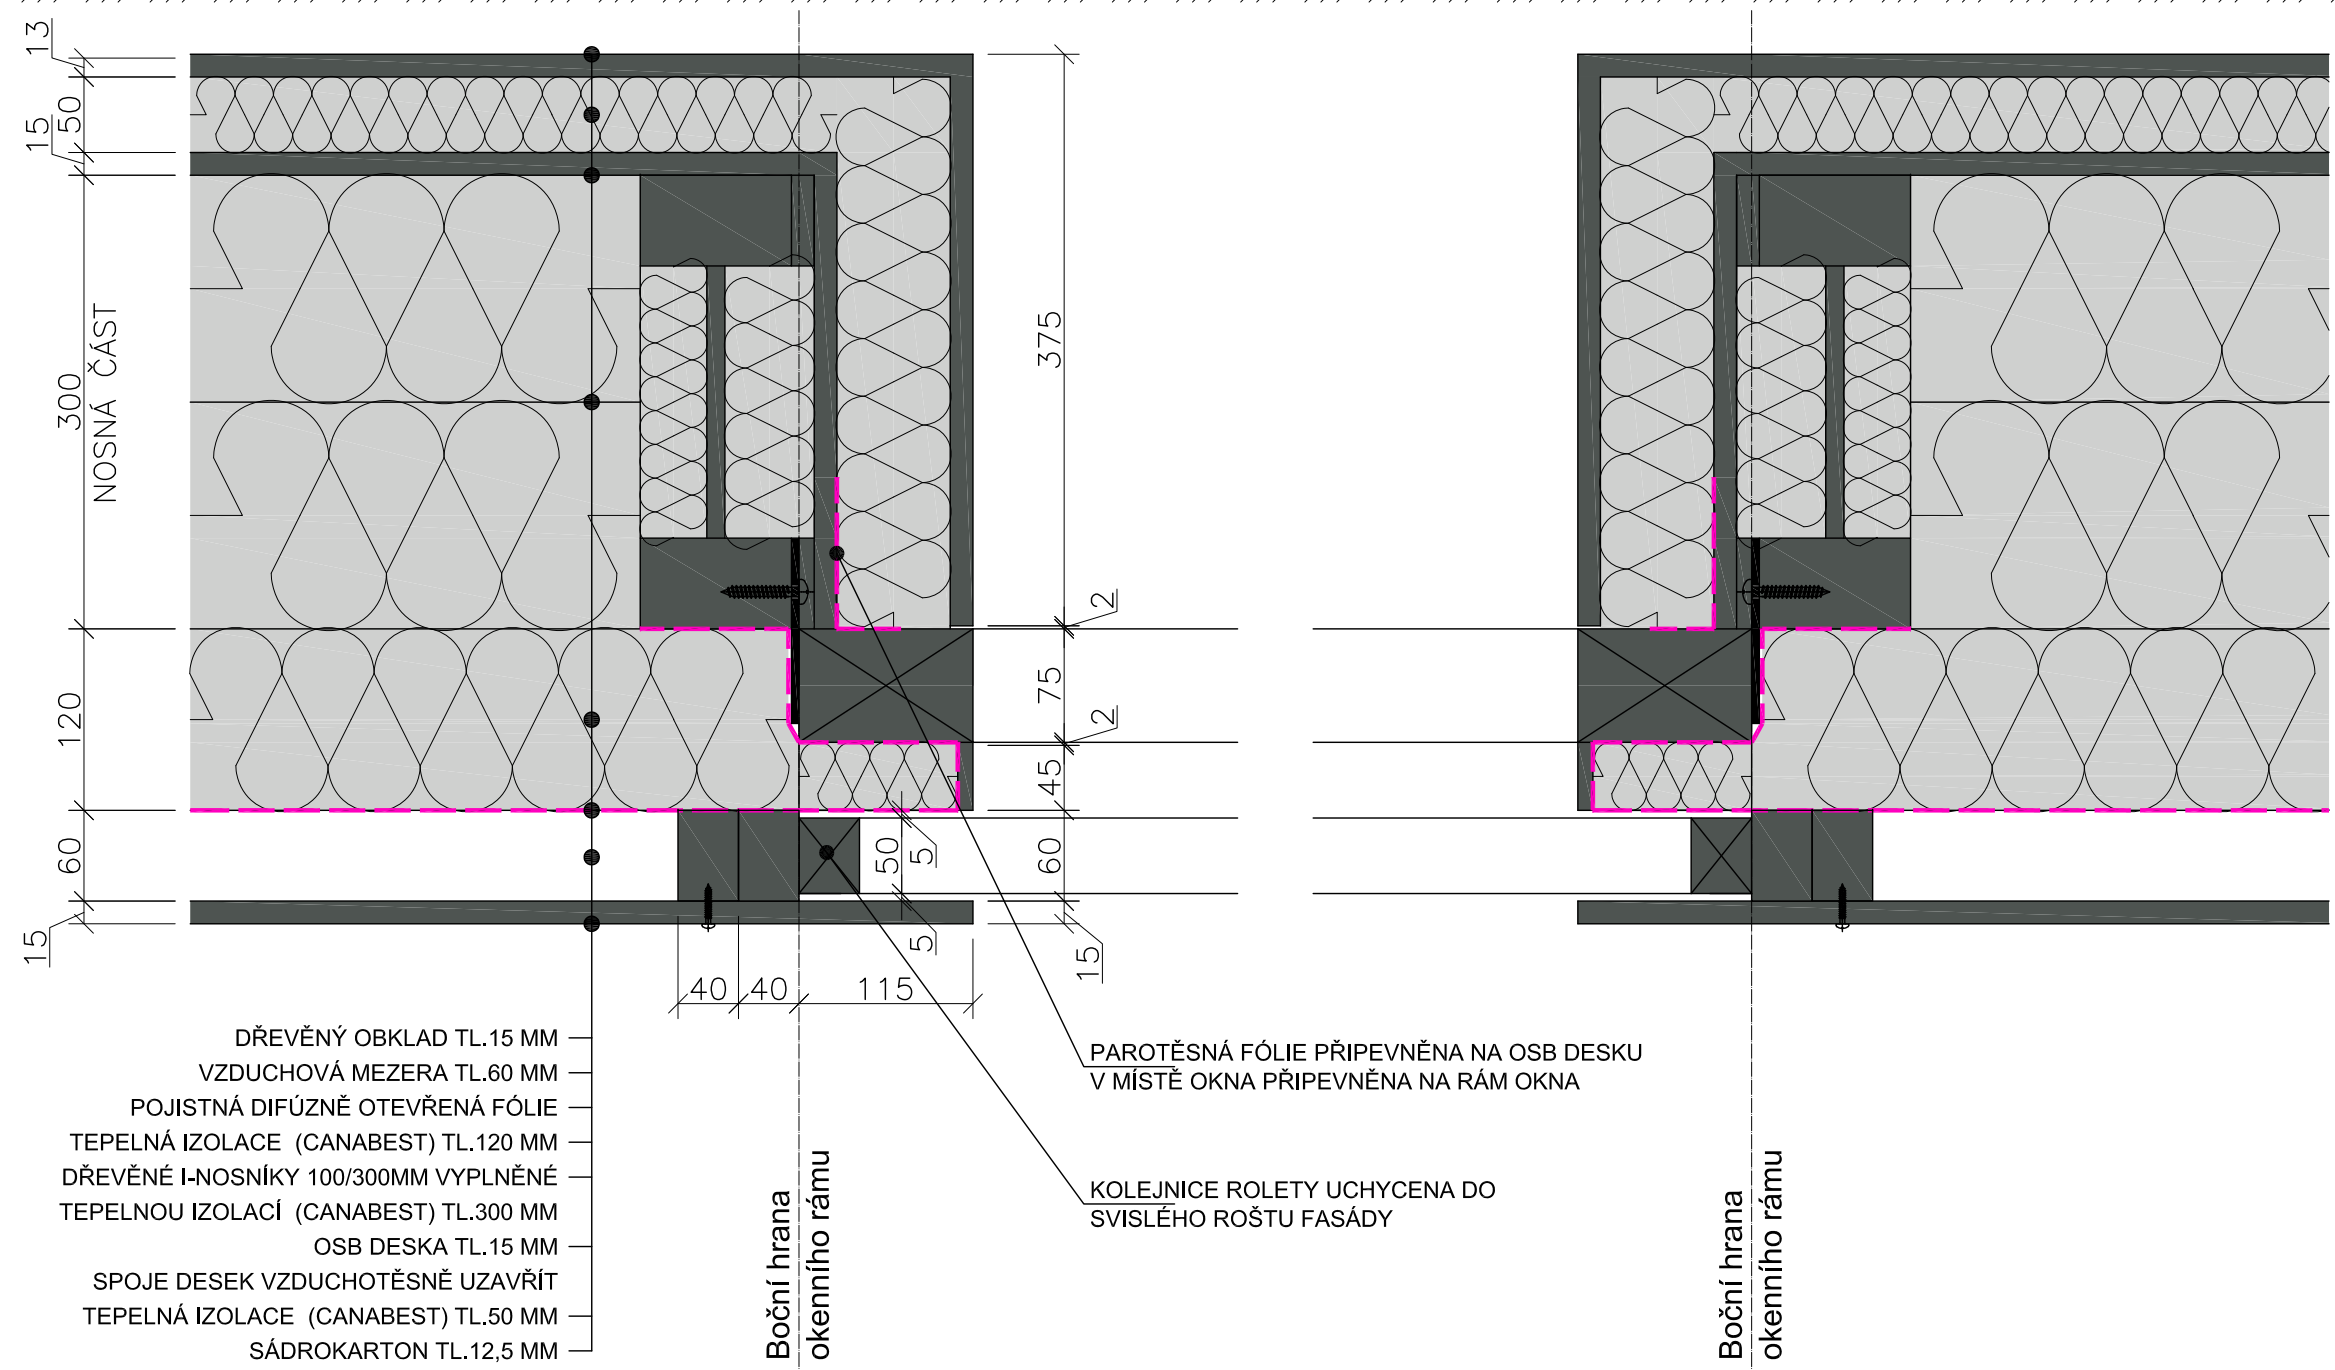 13
50
15
300
NOSNÁ ČÁST
120
60
15
375
2
75
2
45
60
15
50
5
5
40
40
115
DŘEVĚNÝ OBKLAD TL.15 MM
VZDUCHOVÁ MEZERA TL.60 MM
POJISTNÁ DIFÚZNĚ OTEVŘENÁ FÓLIE
TEPELNÁ IZOLACE (CANABEST) TL.120 MM
DŘEVĚNÉ I-NOSNÍKY 100/300MM VYPLNĚNÉ
TEPELNOU IZOLACÍ (CANABEST) TL.300 MM
OSB DESKA TL.15 MM
SPOJE DESEK VZDUCHOTĚSNĚ UZAVŘÍT
TEPELNÁ IZOLACE (CANABEST) TL.50 MM
SÁDROKARTON TL.12,5 MM
Boční hrana
okenního rámu
PAROTĚSNÁ FÓLIE PŘIPEVNĚNA NA OSB DESKU
V MÍSTĚ OKNA PŘIPEVNĚNA NA RÁM OKNA
KOLEJNICE ROLETY UCHYCENA DO
SVISLÉHO ROŠTU FASÁDY
Boční hrana
okenního rámu